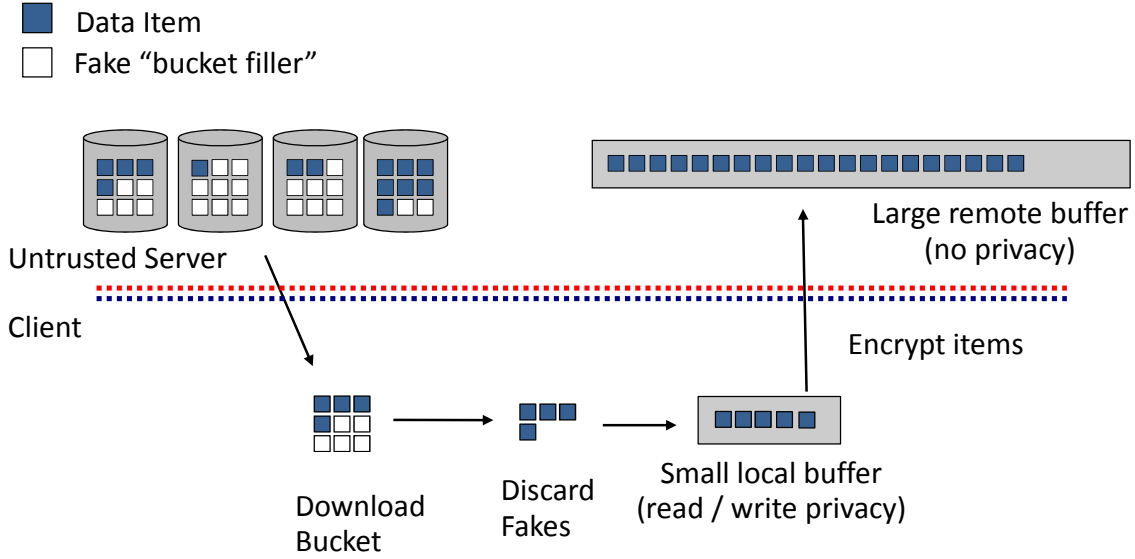 Data Item
Fake “bucket filler”
Untrusted Server
Large remote buffer
(no privacy)
Client
Encrypt items
Download
Bucket
Discard
Fakes
Small local buffer
(read / write privacy)